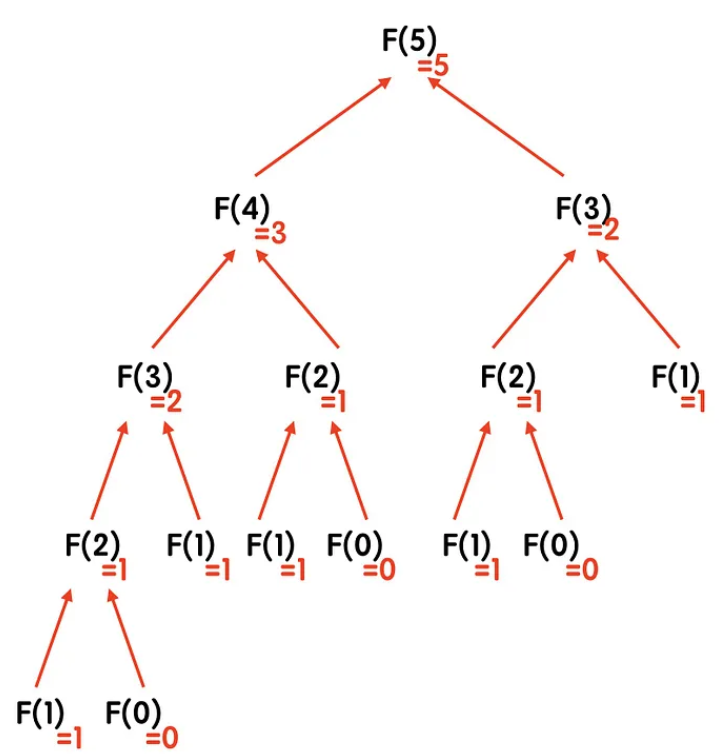 F(5)
=5
F(4) F(3)
=3 =2
F(3) F(2) F(2) F(1)
=2 =1 =1 =1
F(2) F(1) F(1) F(0) F(1) F(0)
=1 =1 =1 =0 =1 =0
F(1) F(0)
=1 =0